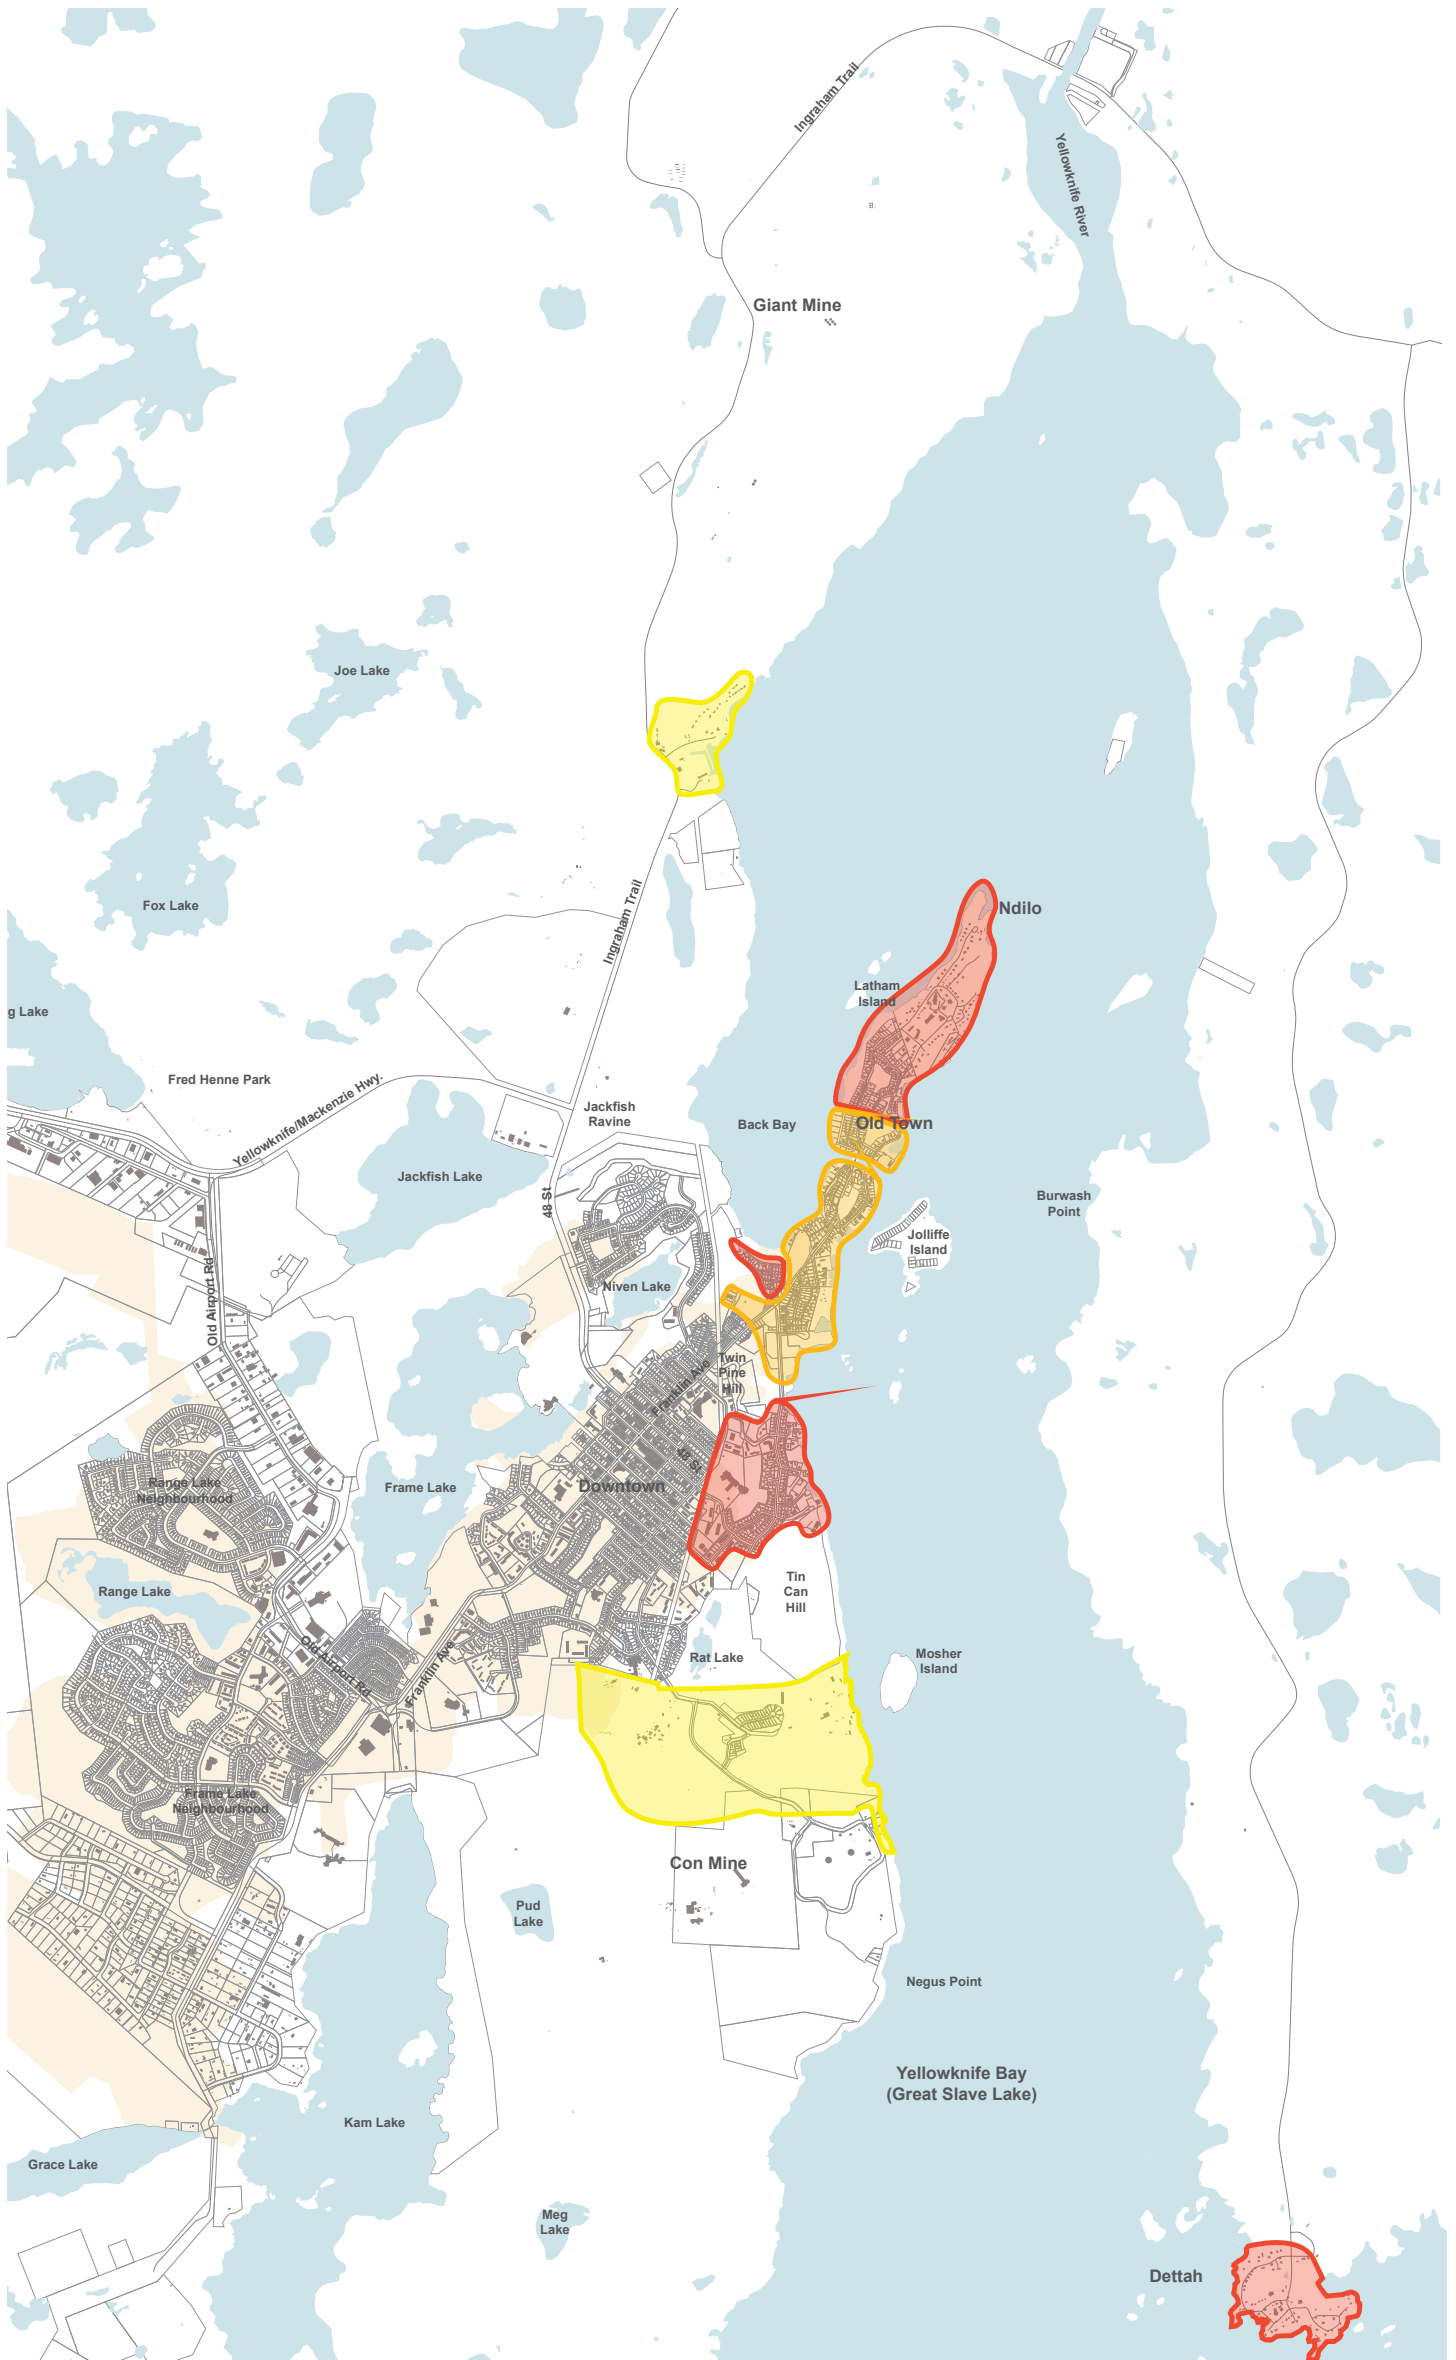 Ingraham Trail
Yellowknife River
Giant Mine
Joe Lake
Fox Lake
Ingraham Trail
Ndilo
Latham
Island
g Lake
Fred Henne Park
Yellowknife/Mackenzie Hwy.
Jackfish
Ravine
Back Bay
Old Town
Jackfish Lake
48 St
Burwash
Point
Jolliffe
Island
Old Airport Rd
Niven Lake
Twin
Pine
Hill
Franklin Ave
48 St
Range Lake
Neighbourhood
Frame Lake
Downtown
Range Lake
Tin
Can
Hill
Old Airport Rd
Franklin Ave
Rat Lake
Mosher
Island
Frame Lake
Neighbourhood
Con Mine
Pud
Lake
Negus Point
Yellowknife Bay
(Great Slave Lake)
Kam Lake
Grace Lake
Meg
Lake
Dettah